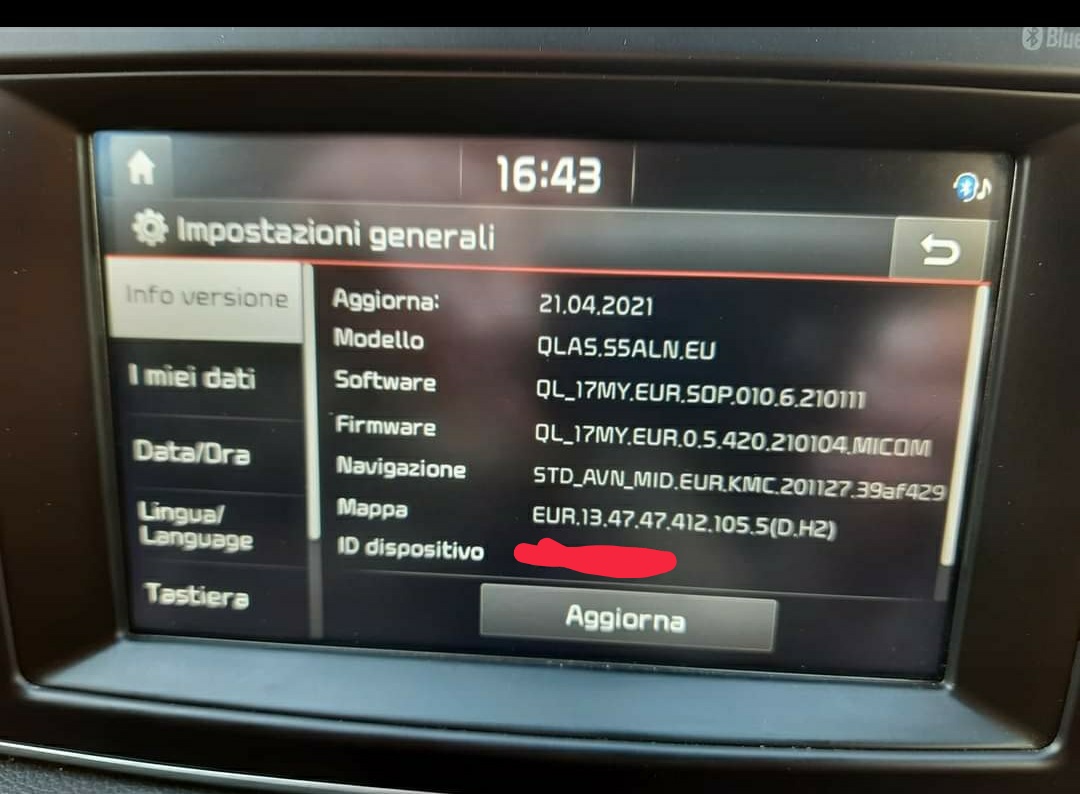 16:43
Impostazioni generali
Info versione
I miei dati
Data/Ora
Lingua/
Language
Tastiera
Aggiorna: 21.04.2021
Modello QLAS.S5ALN.EU
Software QL_17MY.EUR.SOP.010.6.210111
Firmware QL_17MY.EUR.0.5.420.210104.MICOM
Navigazione STD_AVN_MID.EUR.KMC.201127.39af429
Mappa EUR.13.47.47.412.105.5(D.H2)
ID dispositivo
Aggiorna